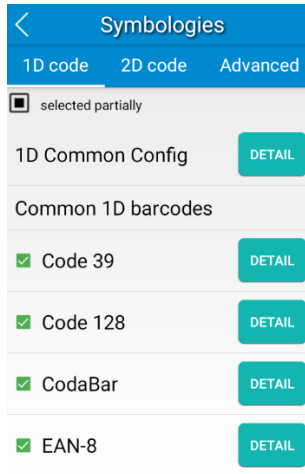 Symbologies
1D code 2D code Advanced
selected partially
1D Common Config DETAIL
Common 1D barcodes
Code 39 DETAIL
Code 128 DETAIL
CodaBar DETAIL
EAN-8 DETAIL